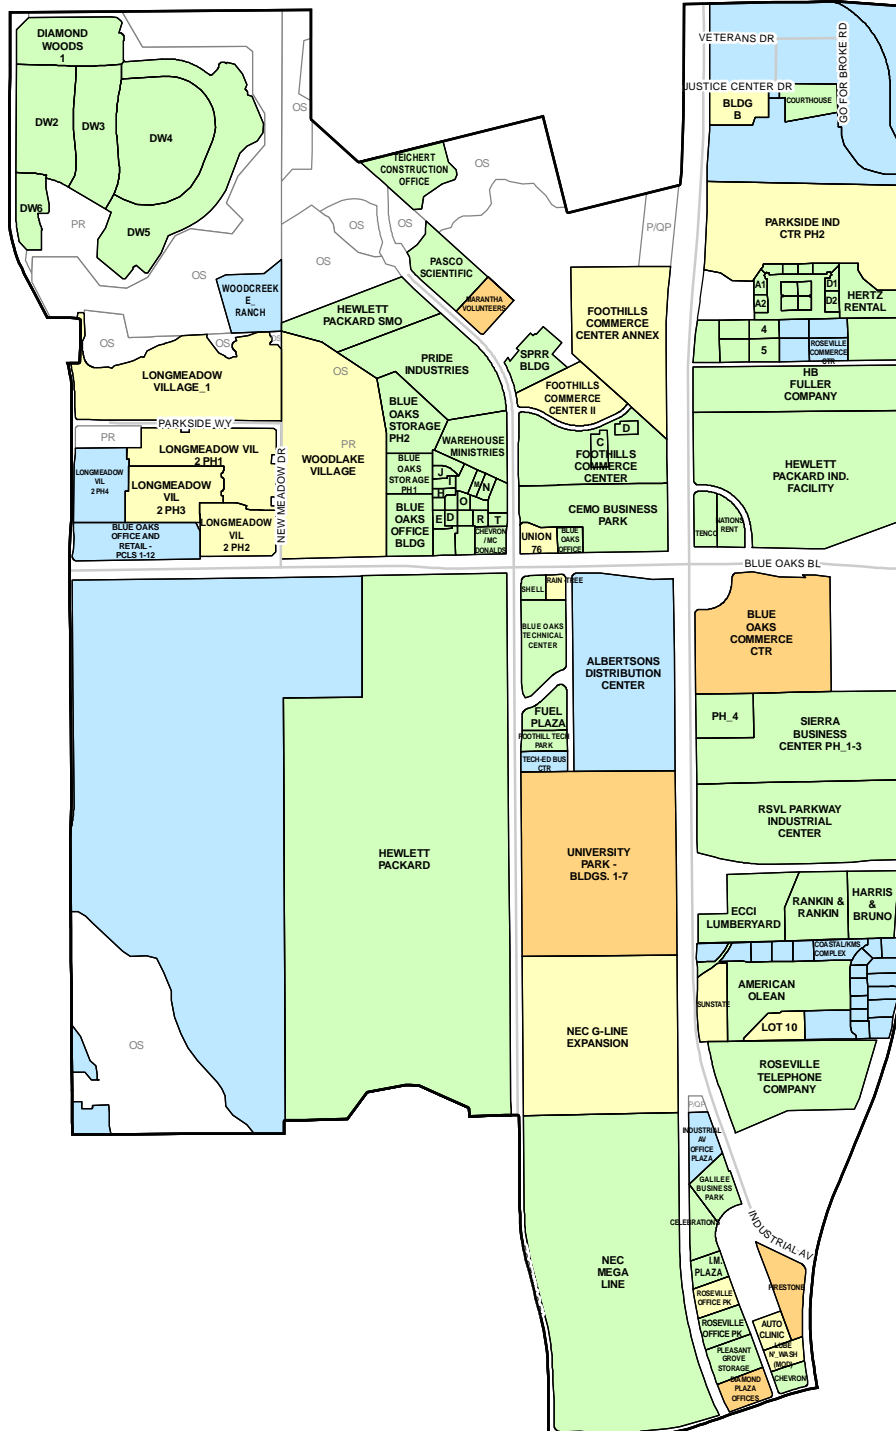 DIAMOND
WOODS
1
DW2
DW3
DW4
DW5
DW6
PR
OS
OS
OS
OS
OS
TEICHERT
CONSTRUCTION
OFFICE
OS
VETERANS DR
JUSTICE CENTER DR
GO FOR BROKE RD
BLDG
B
COURTHOUSE
P/QP
PARKSIDE IND
CTR PH2
PASCO
SCIENTIFIC
MARANTHA
VOLUNTEERS
WOODCREEK
E_
RANCH
A1
A2
D1
D2
HERTZ
RENTAL
4
5
ROSEVILLE
COMMERCE
CTR
HEWLETT
PACKARD SMO
FOOTHILLS
COMMERCE
CENTER ANNEX
OS
OS
OS
OS
PRIDE
INDUSTRIES
SPRR
BLDG
HB
FULLER
COMPANY
LONGMEADOW
VILLAGE_1
FOOTHILLS
COMMERCE
CENTER II
PARKSIDE WY
PR
PR
BLUE
OAKS
STORAGE
PH2
WAREHOUSE
MINISTRIES
D
C
FOOTHILLS
COMMERCE
CENTER
LONGMEADOW VIL
2 PH1
WOODLAKE
VILLAGE
LONGMEADOW
VIL
2 PH4
LONGMEADOW
VIL
2 PH3
LONGMEADOW
VIL
2 PH2
NEW MEADOW DR
BLUE
OAKS
STORAGE
PH1
J
I
H
M
N
O
E
D
R
T
HEWLETT
PACKARD IND.
FACILITY
BLUE
OAKS
OFFICE
BLDG
CEMO BUSINESS
PARK
TENCO
NATIONS
RENT
BLUE OAKS
OFFICE AND
RETAIL -
PCLS 1-12
CHEVRON
/ MC
DONALDS
UNION
76
BLUE
OAKS
OFFICE
BLUE OAKS BL
SHELL
RAIN TREE
BLUE OAKS
TECHNICAL
CENTER
ALBERTSONS
DISTRIBUTION
CENTER
BLUE
OAKS
COMMERCE
CTR
FUEL
PLAZA
FOOTHILL TECH
PARK
TECH-ED BUS
CTR
PH_4
SIERRA
BUSINESS
CENTER PH_1-3
RSVL PARKWAY
INDUSTRIAL
CENTER
HEWLETT
PACKARD
UNIVERSITY
PARK -
BLDGS. 1-7
ECCI
LUMBERYARD
RANKIN &
RANKIN
HARRIS
&
BRUNO
COASTAL/KMS
COMPLEX
SUNSTATE
AMERICAN
OLEAN
LOT 10
NEC G-LINE
EXPANSION
OS
ROSEVILLE
TELEPHONE
COMPANY
P/QP
INDUSTRIAL
AV
OFFICE
PLAZA
GALILEE
BUSINESS
PARK
CELEBRATIONS
INDUSTRIAL AV
NEC
MEGA
LINE
I.M.
PLAZA
ROSEVILLE
OFFICE PK
PRESTONE
ROSEVILLE
OFFICE PK
AUTO
CLINIC
PLEASANT
GROVE
STORAGE
LUBE
N'_WASH
(MOD)
DIAMOND
PLAZA
OFFICES
CHEVRON